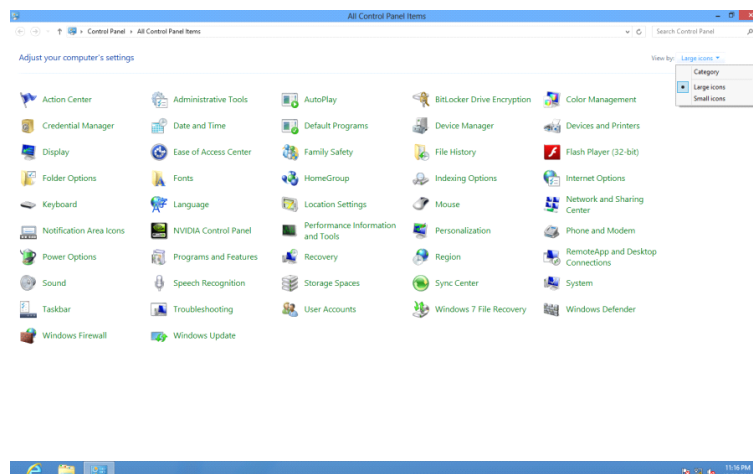 All Control Panel Items
Control Panel All Control Panel Items Search Control Panel
Adjust your computer's settings View by: Large icons
Category
Large icons
Small icons
Action Center Administrative Tools AutoPlay BitLocker Drive Encryption Color Management
Credential Manager Date and Time Default Programs Device Manager Devices and Printers
Display Ease of Access Center Family Safety File History Flash Player (32-bit)
Folder Options Fonts HomeGroup Indexing Options Internet Options
Keyboard Language Location Settings Mouse Network and Sharing
Center
Notification Area Icons NVIDIA Control Panel Performance Information
and Tools Personalization Phone and Modem
Power Options Programs and Features Recovery Region RemoteApp and Desktop
Connections
Sound Speech Recognition Storage Spaces Sync Center System
Taskbar Troubleshooting User Accounts Windows 7 File Recovery Windows Defender
Windows Firewall Windows Update
11:16 PM